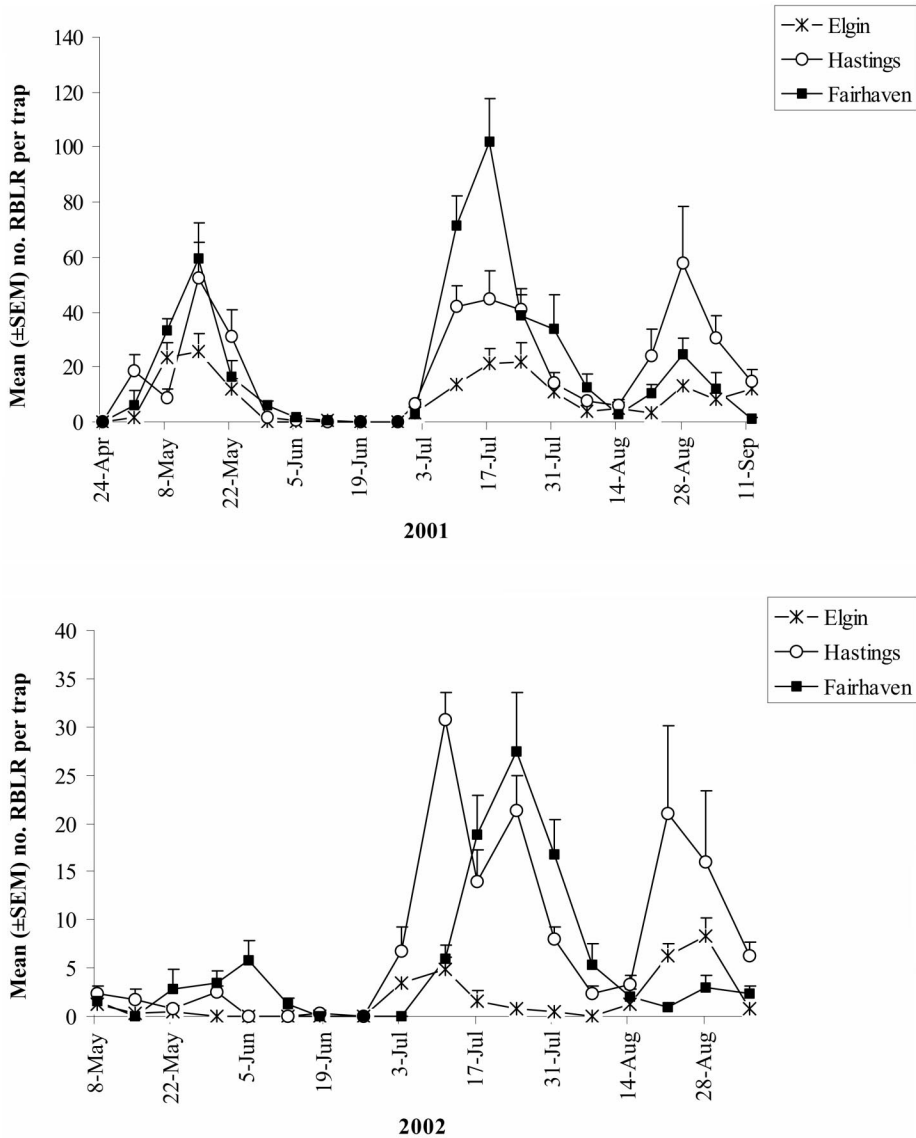 Mean (±SEM) no. RBLR per trap
140
120
100
80
60
40
20
0
24-Apr
8-May
22-May
5-Jun
19-Jun
3-Jul
17-Jul
31-Jul
14-Aug
28-Aug
11-Sep
2001
Elgin
Hastings
Fairhaven
Mean (±SEM) no. RBLR per trap
40
35
30
25
20
15
10
5
0
8-May
22-May
5-Jun
19-Jun
3-Jul
17-Jul
31-Jul
14-Aug
28-Aug
2002
Elgin
Hastings
Fairhaven